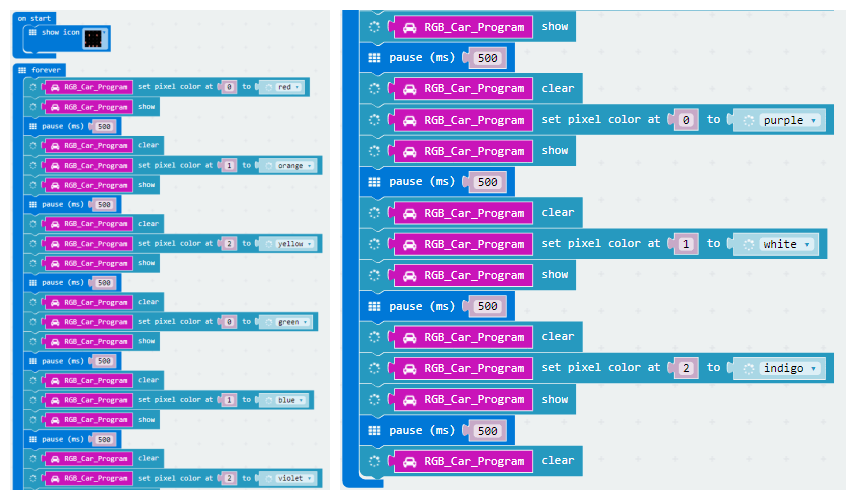 on start
show icon
forever
RGB_Car_Program set pixel color at 0 to red
RGB_Car_Program show
pause (ms) 500
RGB_Car_Program clear
RGB_Car_Program set pixel color at 1 to orange
RGB_Car_Program show
pause (ms) 500
RGB_Car_Program clear
RGB_Car_Program set pixel color at 2 to yellow
RGB_Car_Program show
pause (ms) 500
RGB_Car_Program clear
RGB_Car_Program set pixel color at 0 to green
RGB_Car_Program show
pause (ms) 500
RGB_Car_Program clear
RGB_Car_Program set pixel color at 1 to blue
RGB_Car_Program show
pause (ms) 500
RGB_Car_Program clear
RGB_Car_Program set pixel color at 2 to violet
RGB_Car_Program show
pause (ms) 500
RGB_Car_Program clear
RGB_Car_Program set pixel color at 0 to purple
RGB_Car_Program show
pause (ms) 500
RGB_Car_Program clear
RGB_Car_Program set pixel color at 1 to white
RGB_Car_Program show
pause (ms) 500
RGB_Car_Program clear
RGB_Car_Program set pixel color at 2 to indigo
RGB_Car_Program show
pause (ms) 500
RGB_Car_Program clear